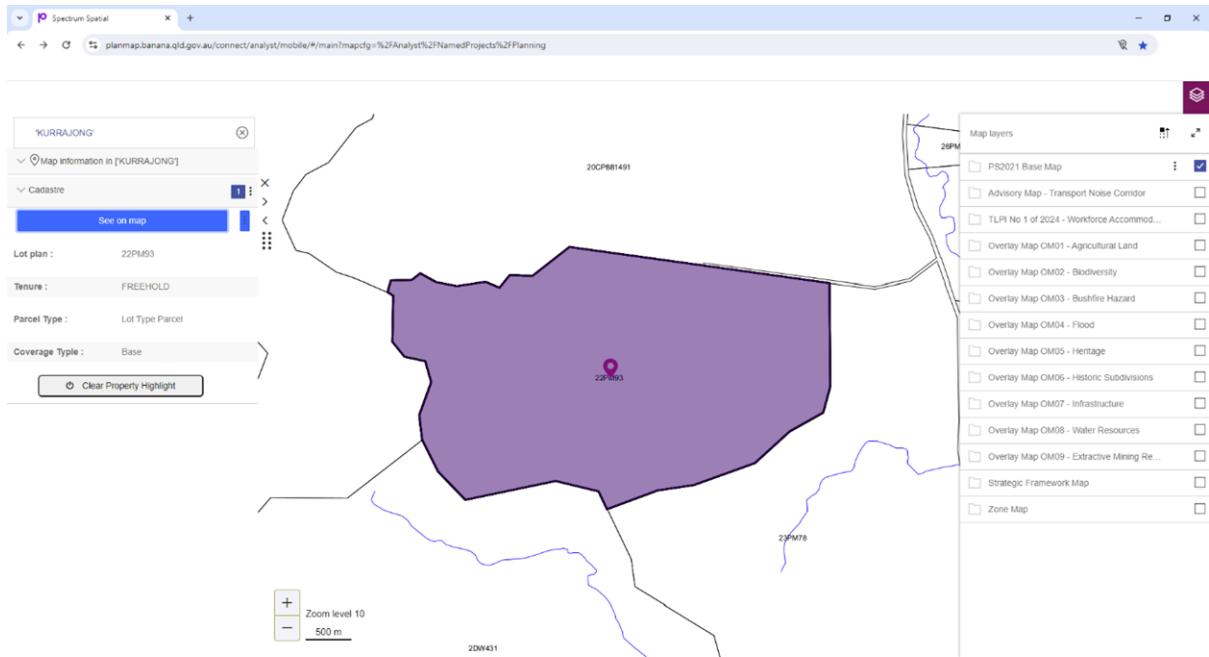 Spectrum Spatial
planmap.banana.qld.gov.au/connect/analyst/mobile/#/main?mapcfg=%2FAnalyst%2FNamedProjects%2FPlanning
'KURRAJONG'
Map information in ['KURRAJONG']
Cadastre
1
See on map
Lot plan : 22PM93
Tenure : FREEHOLD
Parcel Type : Lot Type Parcel
Coverage Typle : Base
Clear Property Highlight
20CP881491
26PM
22PM93
23PM78
2DW431
+
−
Zoom level 10
500 m
Map layers
PS2021 Base Map
Advisory Map - Transport Noise Corridor
TLPI No 1 of 2024 - Workforce Accommod...
Overlay Map OM01 - Agricultural Land
Overlay Map OM02 - Biodiversity
Overlay Map OM03 - Bushfire Hazard
Overlay Map OM04 - Flood
Overlay Map OM05 - Heritage
Overlay Map OM06 - Historic Subdivisions
Overlay Map OM07 - Infrastructure
Overlay Map OM08 - Water Resources
Overlay Map OM09 - Extractive Mining Re...
Strategic Framework Map
Zone Map